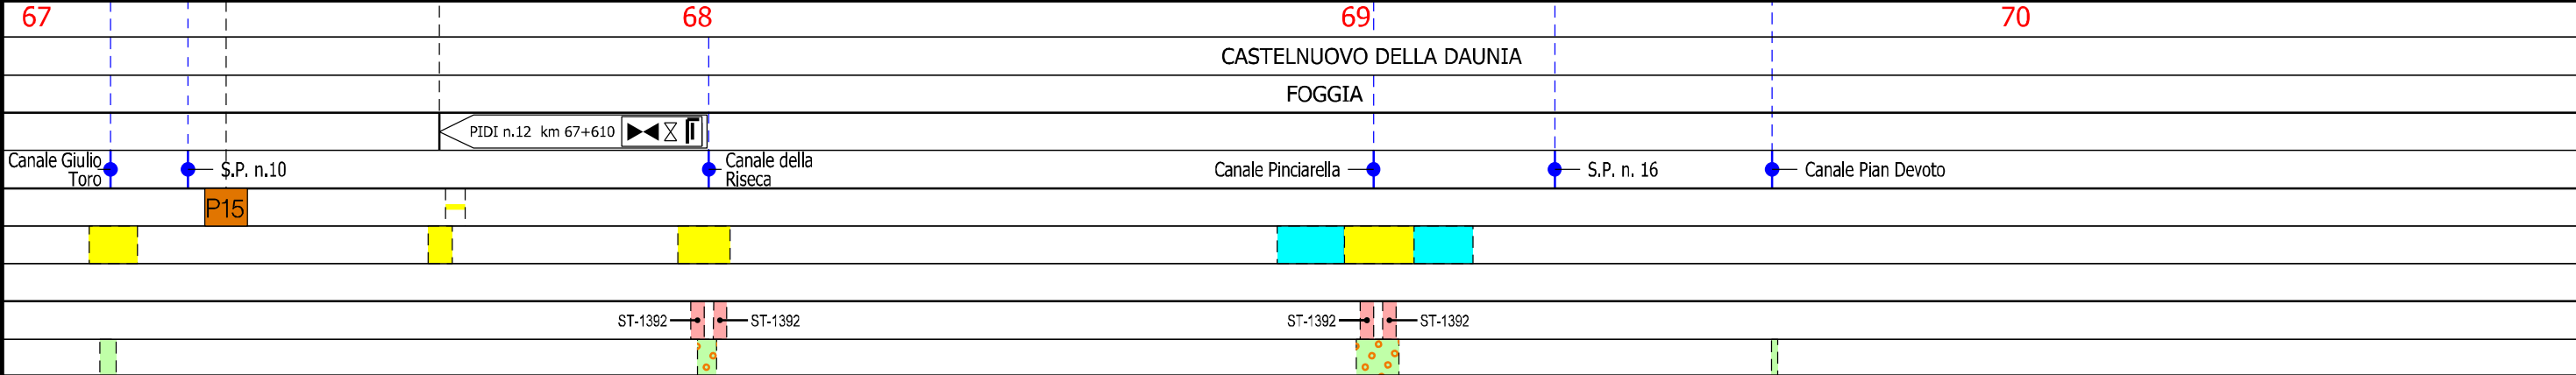 67 68 69 70
CASTELNUOVO DELLA DAUNIA
FOGGIA
PIDI n.12 km 67+610
Canale Giulio
Toro
S.P. n.10
Canale della
Riseca
Canale Pinciarella
S.P. n. 16
Canale Pian Devoto
P15
ST-1392 ST-1392 ST-1392 ST-1392